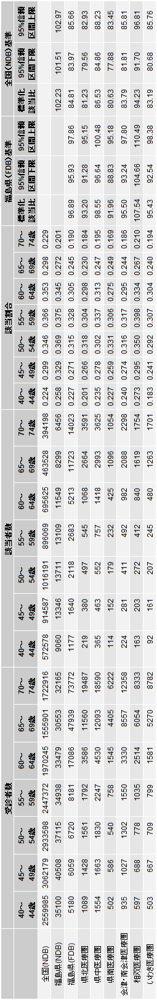 受診者数 該当者数 該当割合 福島県(FDB)基準 全国(NDB)基準
40～44歳 45～49歳 50～54歳 55～59歳 60～64歳 65～69歳 70～74歳 40～44歳 45～49歳 50～54歳 55～59歳 60～64歳 65～69歳 70～74歳 40～44歳 45～49歳 50～54歳 55～59歳 60～64歳 65～69歳 70～74歳 標準化該当比 95%信頼区間下限 95%信頼区間上限 標準化該当比 95%信頼区間下限 95%信頼区間上限
全国(NDB) 2559985 3062179 2933598 2447372 1970245 1555901 1722916 572578 914587 1016191 896069 695625 463528 394198 0.224 0.299 0.346 0.366 0.353 0.298 0.229
福島県(NDB) 35100 40508 37115 34938 33479 30553 32165 9060 13346 13711 13109 11549 8299 6456 0.258 0.329 0.369 0.375 0.345 0.272 0.201 102.23 101.51 102.97
福島県(FDB) 5180 6059 6720 8181 17086 47939 73772 1177 1640 2118 2683 5213 11723 14023 0.227 0.271 0.315 0.328 0.305 0.245 0.190 96.89 95.93 97.86 84.81 83.97 85.66
県北医療圏 1089 1428 1561 1792 3586 11560 19487 219 380 497 545 1068 2664 3591 0.201 0.266 0.318 0.304 0.298 0.230 0.184 93.20 91.28 95.15 81.23 79.56 82.93
県中医療圏 1554 1663 1830 2247 4530 12093 18590 365 463 552 757 1418 2993 3625 0.235 0.278 0.302 0.337 0.313 0.247 0.195 98.55 96.64 100.48 86.53 84.86 88.23
県南医療圏 502 586 540 758 1545 4405 6222 114 152 179 232 425 1096 1054 0.227 0.259 0.331 0.306 0.275 0.249 0.169 91.96 88.83 95.18 80.63 77.88 83.45
会津・南会津医療圏 935 1027 1302 1550 3330 8557 12358 224 281 411 492 982 2088 2298 0.240 0.274 0.316 0.317 0.295 0.244 0.186 95.50 93.24 97.80 83.79 81.81 85.81
相双医療圏 597 688 778 1035 2514 6054 8333 163 203 272 412 840 1619 1754 0.273 0.295 0.350 0.398 0.334 0.267 0.210 107.54 104.66 110.49 94.23 91.70 96.81
いわき医療圏 503 667 709 799 1581 5270 8782 92 161 207 245 480 1263 1701 0.183 0.241 0.292 0.307 0.304 0.240 0.194 95.43 92.54 98.38 83.19 80.68 85.76